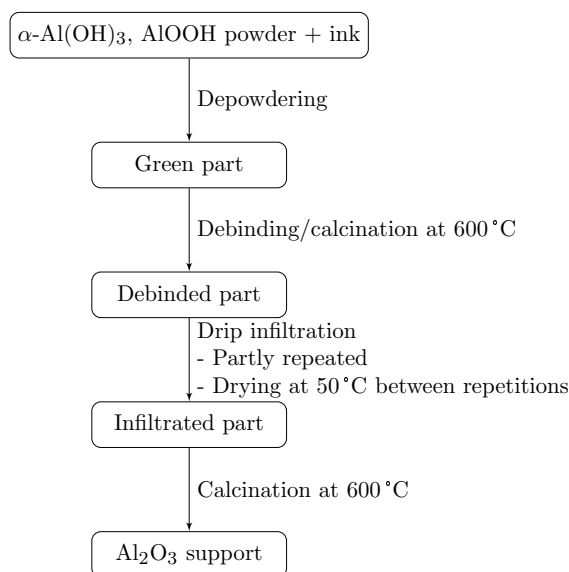 α-Al(OH)₃, AlOOH powder + ink
Depowdering
Green part
Debinding/calcination at 600 °C
Debinded part
Drip infiltration
- Partly repeated
- Drying at 50 °C between repetitions
Infiltrated part
Calcination at 600 °C
Al₂O₃ support